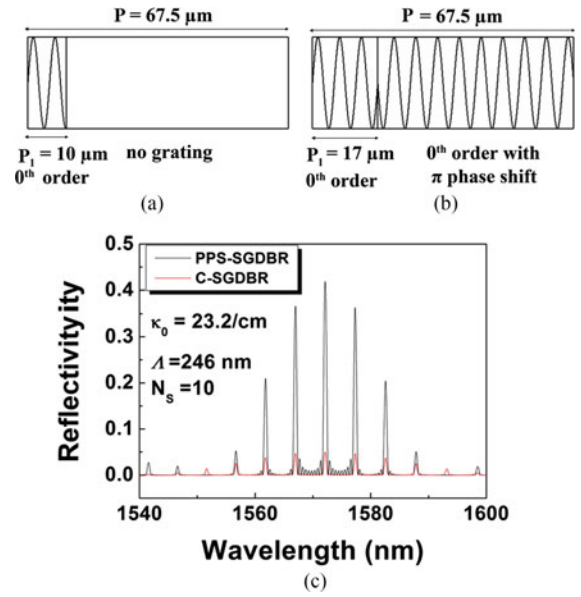 P = 67.5 µm
P₁ = 10 µm
0ᵗʰ order
no grating
(a)
P = 67.5 µm
P₁ = 17 µm
0ᵗʰ order
0ᵗʰ order with
π phase shift
(b)
Reflectivity
0.5
0.4
0.3
0.2
0.1
0.0
PPS-SGDBR
C-SGDBR
κ₀ = 23.2/cm
Λ=246 nm
Nₛ =10
1540
1560
1580
1600
Wavelength (nm)
(c)